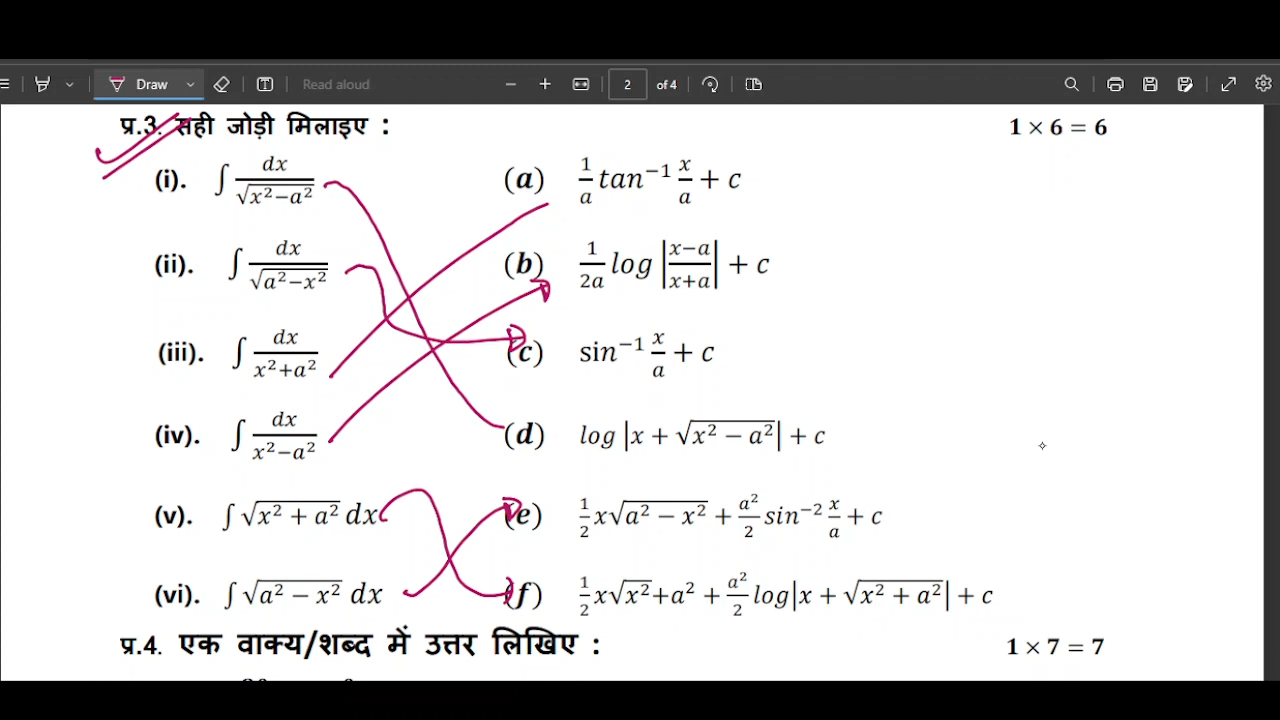 Draw Read aloud 2 of 4
प्र.3. सही जोड़ी मिलाइए : 1 × 6 = 6
(i). ∫ dx/√(x²−a²) (a) 1/a tan⁻¹ x/a + c
(ii). ∫ dx/√(a²−x²) (b) 1/2a log |x−a/x+a| + c
(iii). ∫ dx/x²+a² (c) sin⁻¹ x/a + c
(iv). ∫ dx/x²−a² (d) log |x + √(x² − a²)| + c
(v). ∫ √(x² + a²) dx (e) 1/2 x√(a² − x²) + a²/2 sin⁻² x/a + c
(vi). ∫ √(a² − x²) dx (f) 1/2 x√(x²)+a² + a²/2 log|x + √(x² + a²)| + c
प्र.4. एक वाक्य/शब्द में उत्तर लिखिए : 1 × 7 = 7